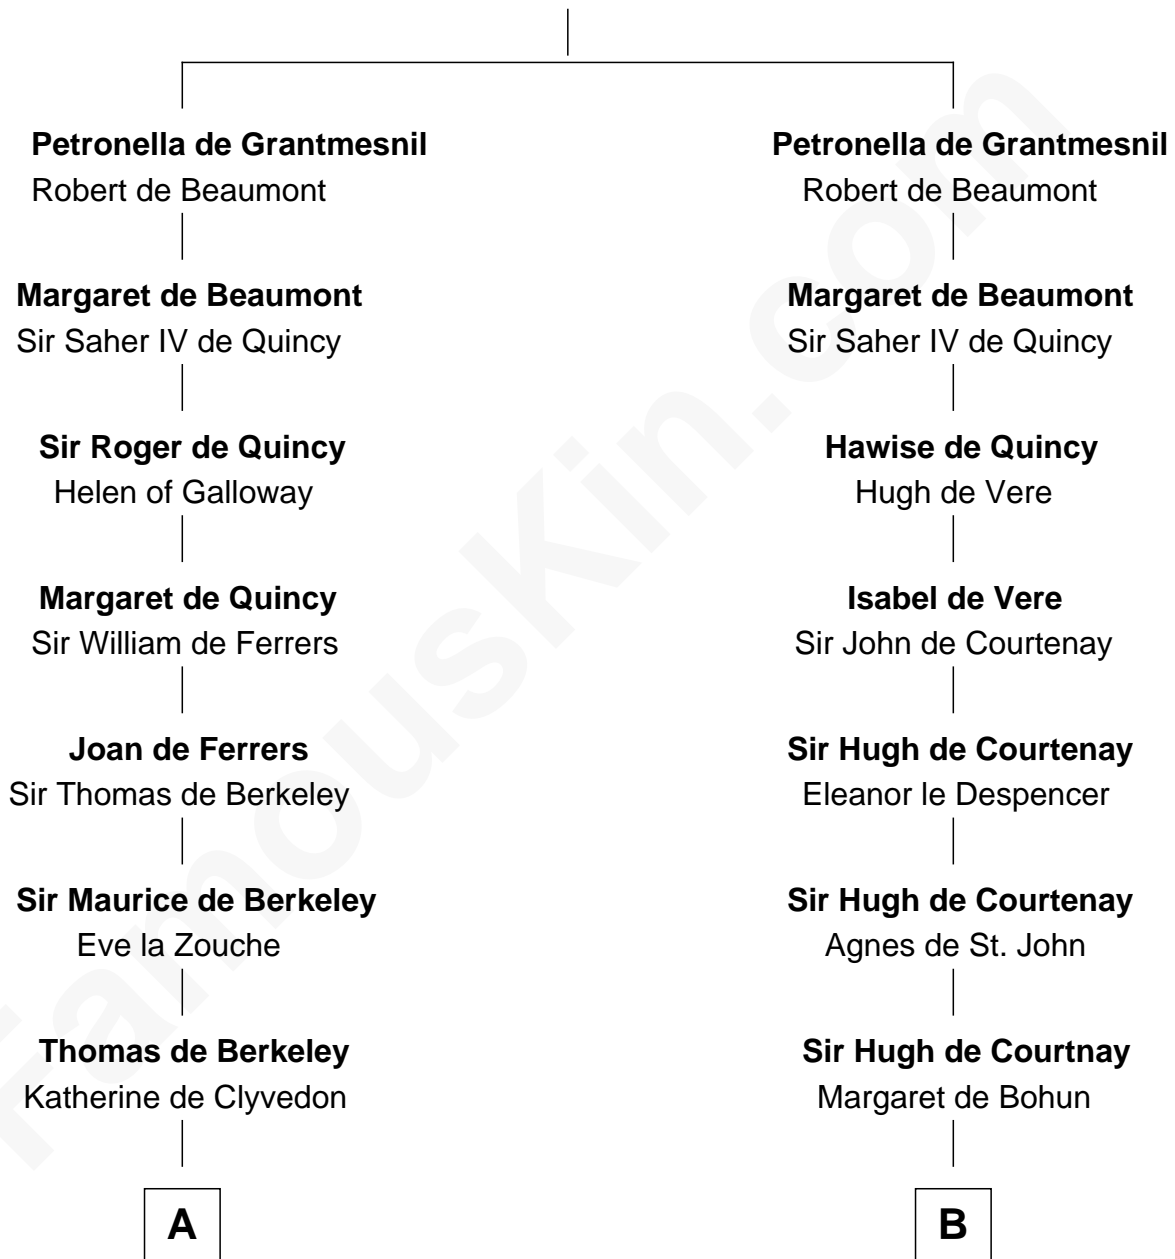 Petronella de Grantmesnil
Robert de Beaumont
Margaret de Beaumont
Sir Saher IV de Quincy
Sir Roger de Quincy
Helen of Galloway
Margaret de Quincy
Sir William de Ferrers
Joan de Ferrers
Sir Thomas de Berkeley
Sir Maurice de Berkeley
Eve la Zouche
Thomas de Berkeley
Katherine de Clyvedon
A
Petronella de Grantmesnil
Robert de Beaumont
Margaret de Beaumont
Sir Saher IV de Quincy
Hawise de Quincy
Hugh de Vere
Isabel de Vere
Sir John de Courtenay
Sir Hugh de Courtenay
Eleanor le Despencer
Sir Hugh de Courtenay
Agnes de St. John
Sir Hugh de Courtnay
Margaret de Bohun
B
FamousKin.com